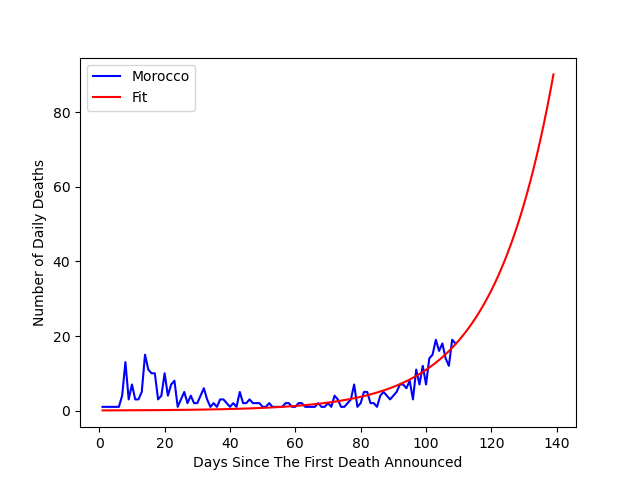 Morocco
Fit
Number of Daily Deaths
80
60
40
20
0
0 20 40 60 80 100 120 140
Days Since The First Death Announced